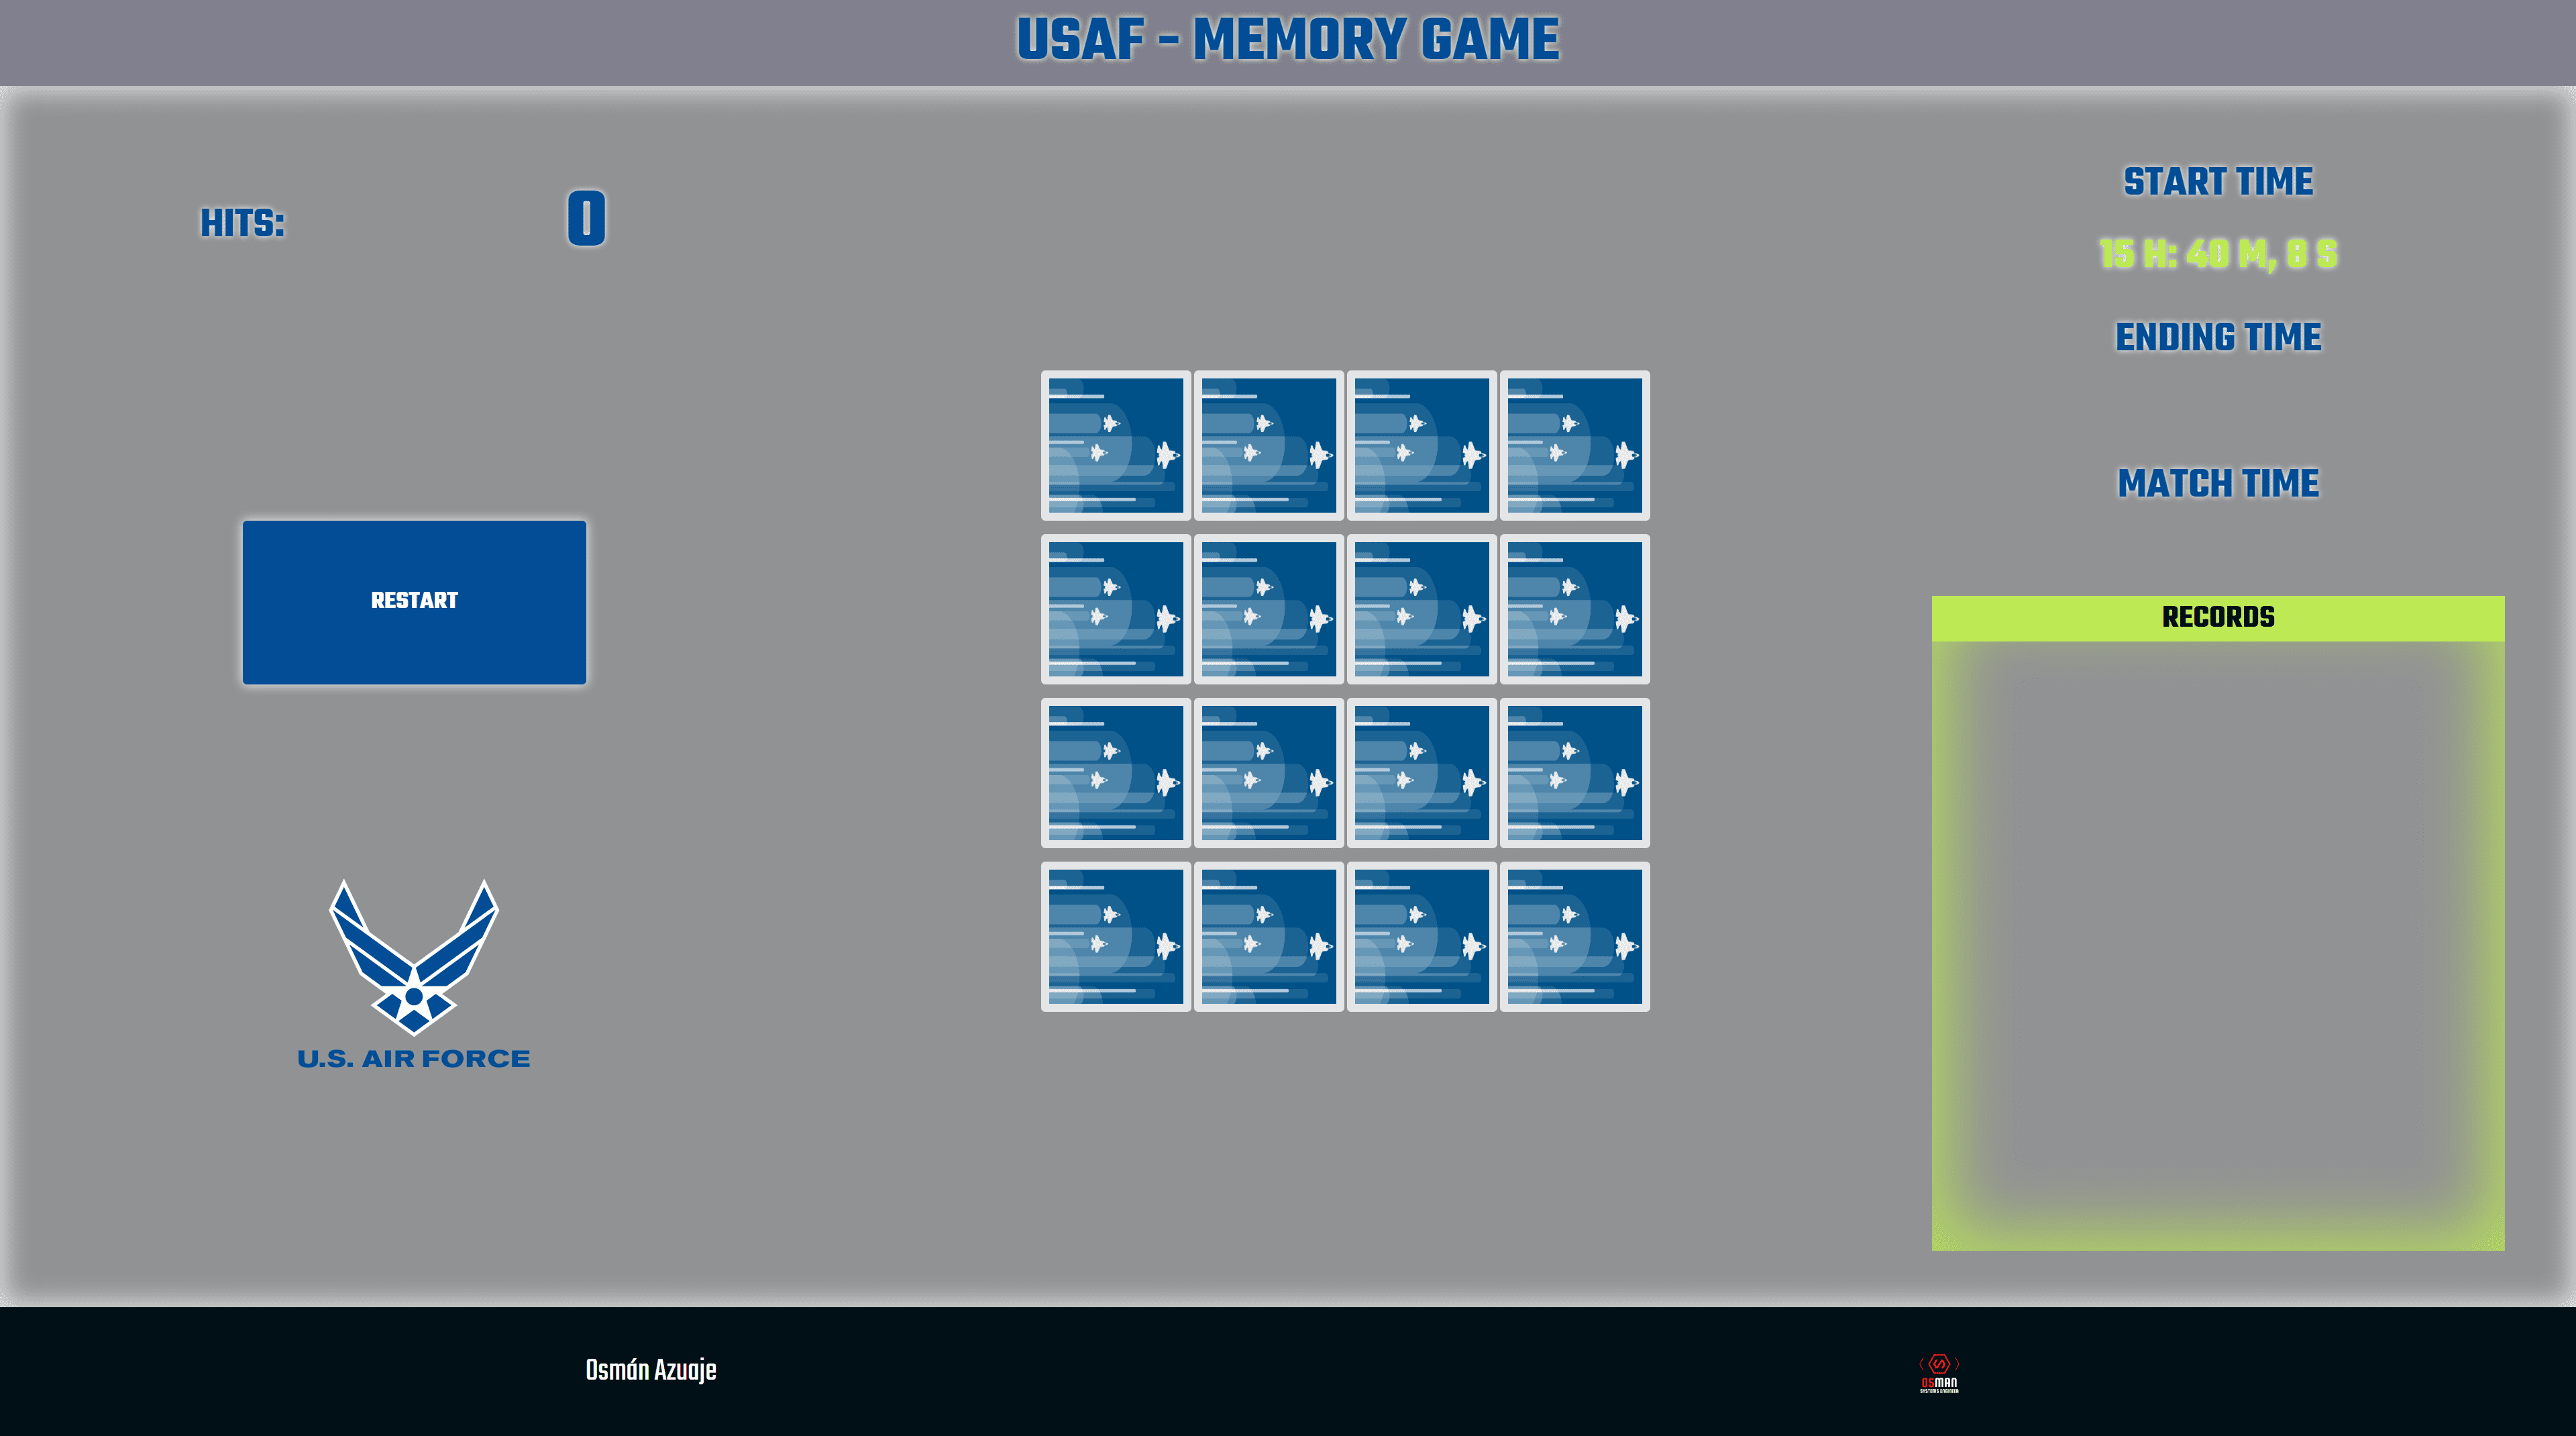 USAF - MEMORY GAME
HITS:
0
RESTART
U.S. AIR FORCE
START TIME
15 H: 40 M, 8 S
ENDING TIME
MATCH TIME
RECORDS
Osmán Azuaje
OSMAN
SYSTEMS ENGINEER